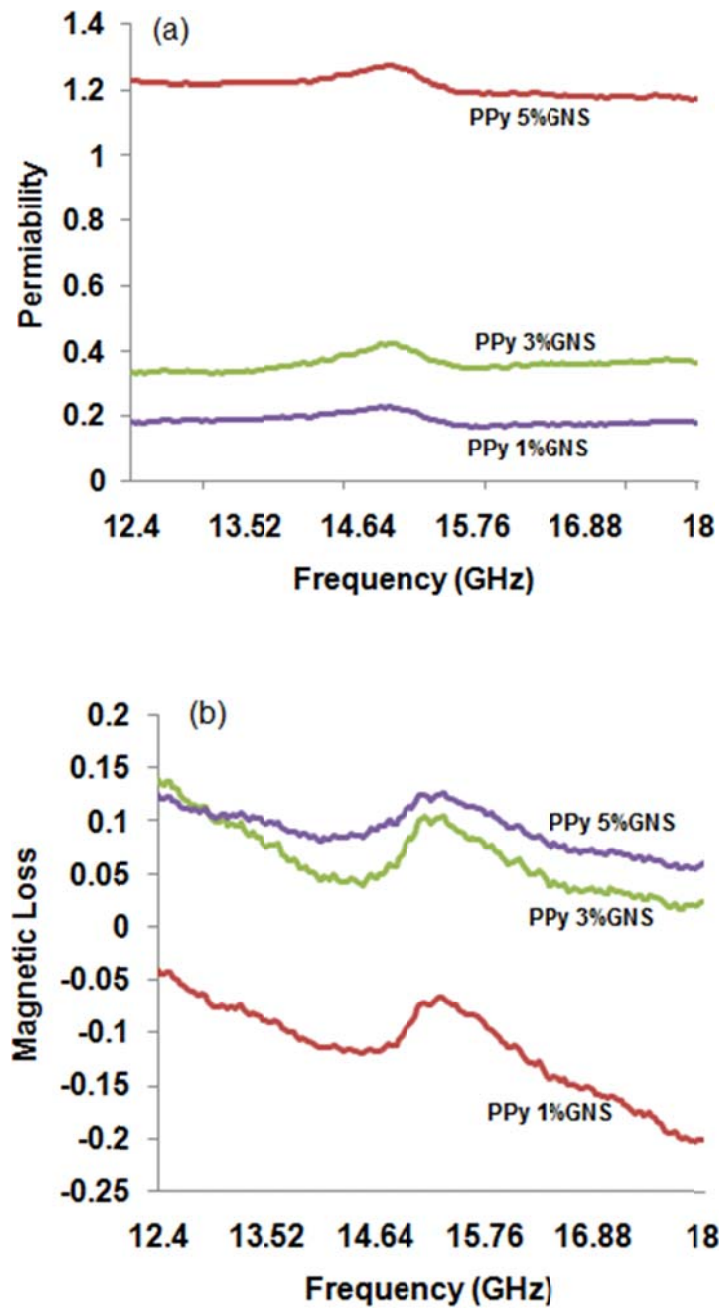 (a)
1.4
1.2
1
0.8
0.6
0.4
0.2
0
Permiability
PPy 5%GNS
PPy 3%GNS
PPy 1%GNS
12.4 13.52 14.64 15.76 16.88 18
Frequency (GHz)
(b)
0.2
0.15
0.1
0.05
0
-0.05
-0.1
-0.15
-0.2
-0.25
Magnetic Loss
PPy 5%GNS
PPy 3%GNS
PPy 1%GNS
12.4 13.52 14.64 15.76 16.88 18
Frequency (GHz)